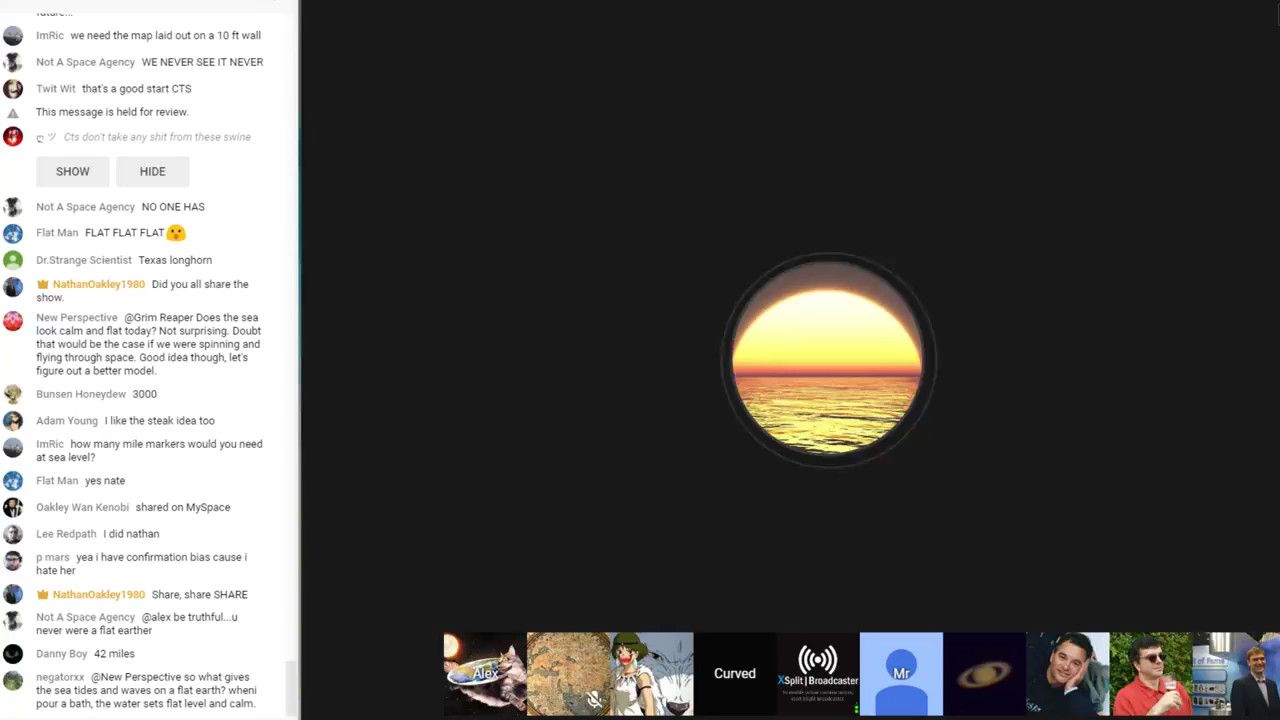 future...
ImRic we need the map laid out on a 10 ft wall
Not A Space Agency WE NEVER SEE IT NEVER
Twit Wit that's a good start CTS
This message is held for review.
ღ ツ Cts don't take any shit from these swine
SHOW HIDE
Not A Space Agency NO ONE HAS
Flat Man FLAT FLAT FLAT
Dr.Strange Scientist Texas longhorn
NathanOakley1980 Did you all share the
show.
New Perspective @Grim Reaper Does the sea
look calm and flat today? Not surprising. Doubt
that would be the case if we were spinning and
flying through space. Good idea though, let's
figure out a better model.
Bunsen Honeydew 3000
Adam Young I like the steak idea too
ImRic how many mile markers would you need
at sea level?
Flat Man yes nate
Oakley Wan Kenobi shared on MySpace
Lee Redpath I did nathan
p mars yea i have confirmation bias cause i
hate her
NathanOakley1980 Share, share SHARE
Not A Space Agency @alex be truthful...u
never were a flat earther
Danny Boy 42 miles
negatorxx @New Perspective so what gives
the sea tides and waves on a flat earth? wheni
pour a bath, the water sets flat level and calm.
Alex
Curved
XSplit Broadcaster
Mr